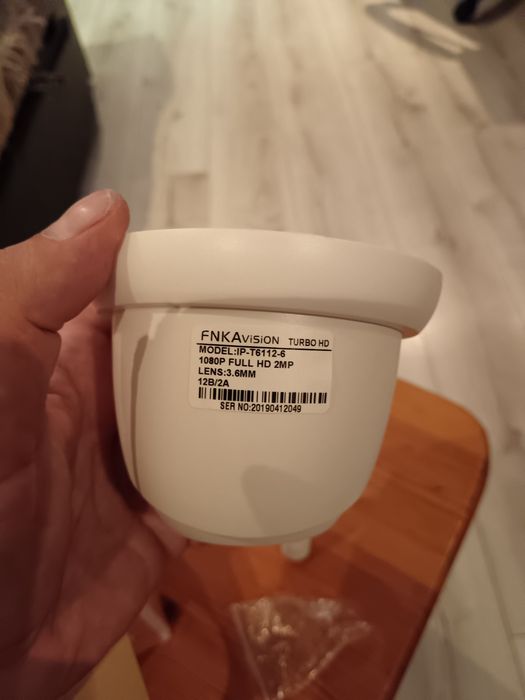 FNKAVISION TURBO HD
MODEL:IP-T6112-6
1080P FULL HD 2MP
LENS:3.6MM
12B/2A
SER NO:20190412049